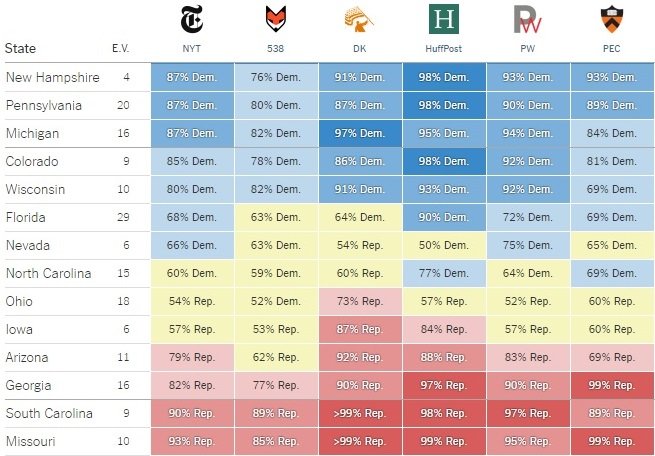 H PW
State E.V. NYT 538 DK HuffPost PW PEC
New Hampshire 4 87% Dem. 76% Dem. 91% Dem. 98% Dem. 93% Dem. 93% Dem.
Pennsylvania 20 87% Dem. 80% Dem. 87% Dem. 98% Dem. 90% Dem. 89% Dem.
Michigan 16 87% Dem. 82% Dem. 97% Dem. 95% Dem. 94% Dem. 84% Dem.
Colorado 9 85% Dem. 78% Dem. 86% Dem. 98% Dem. 92% Dem. 81% Dem.
Wisconsin 10 80% Dem. 82% Dem. 91% Dem. 93% Dem. 92% Dem. 69% Dem.
Florida 29 68% Dem. 63% Dem. 64% Dem. 90% Dem. 72% Dem. 69% Dem.
Nevada 6 66% Dem. 63% Dem. 54% Rep. 50% Dem. 75% Dem. 65% Dem.
North Carolina 15 60% Dem. 59% Dem. 60% Rep. 77% Dem. 64% Dem. 69% Dem.
Ohio 18 54% Rep. 52% Dem. 73% Rep. 57% Rep. 52% Rep. 60% Rep.
Iowa 6 57% Rep. 53% Rep. 87% Rep. 84% Rep. 57% Rep. 60% Rep.
Arizona 11 79% Rep. 62% Rep. 92% Rep. 88% Rep. 83% Rep. 69% Rep.
Georgia 16 82% Rep. 77% Rep. 90% Rep. 97% Rep. 90% Rep. 99% Rep.
South Carolina 9 90% Rep. 89% Rep. >99% Rep. 98% Rep. 97% Rep. 89% Rep.
Missouri 10 93% Rep. 85% Rep. >99% Rep. 99% Rep. 95% Rep. 99% Rep.